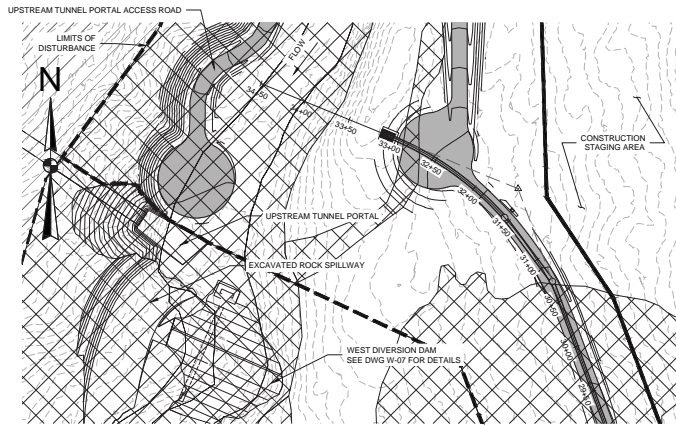 UPSTREAM TUNNEL PORTAL ACCESS ROAD
LIMITS OF
DISTURBANCE
FLOW
N
34+50
34+00
33+50
33+00
32+50
32+00
31+50
31+00
30+50
30+00
CONSTRUCTION
STAGING AREA
UPSTREAM TUNNEL PORTAL
EXCAVATED ROCK SPILLWAY
WEST DIVERSION DAM
SEE DWG W-07 FOR DETAILS